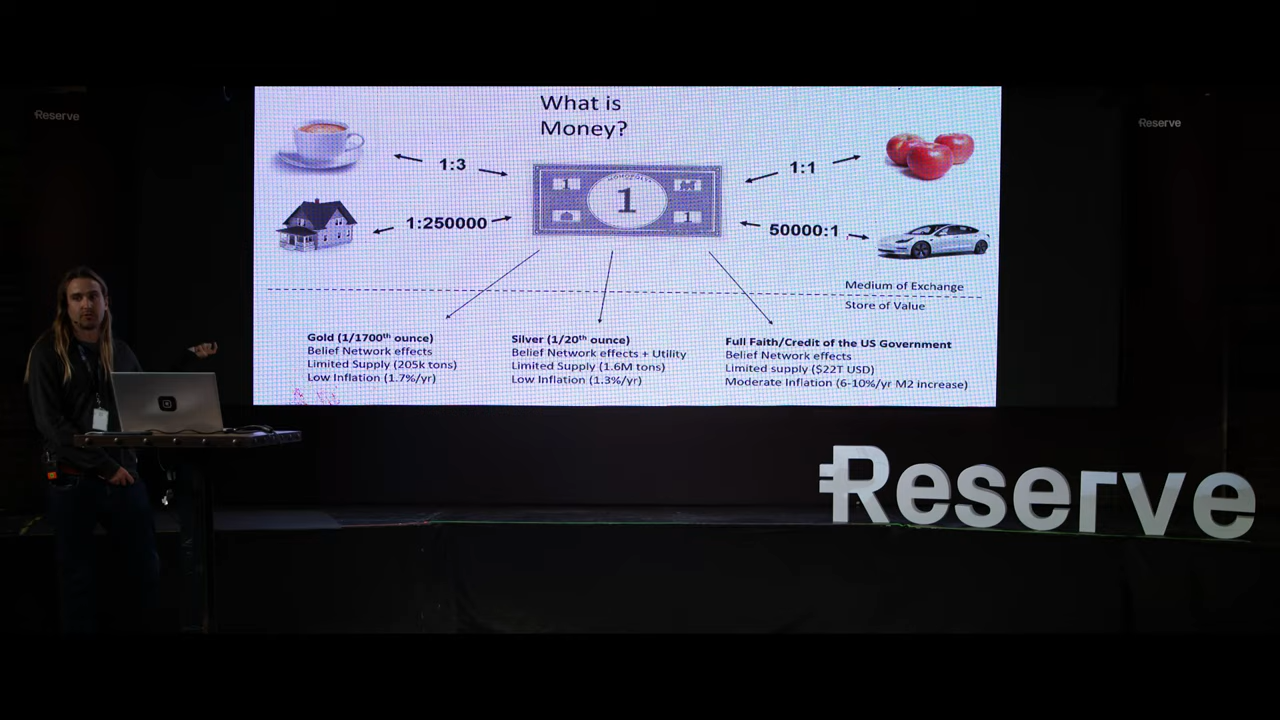 Reserve
Reserve
What is
Money?
1:3
1:1
1:250000
50000:1
MONOPOLY
1
1
1
Medium of Exchange
Store of Value
Gold (1/1700th ounce)
Belief Network effects
Limited Supply (205k tons)
Low Inflation (1.7%/yr)
Silver (1/20th ounce)
Belief Network effects + Utility
Limited Supply (1.6M tons)
Low Inflation (1.3%/yr)
Full Faith/Credit of the US Government
Belief Network effects
Limited supply ($22T USD)
Moderate Inflation (6-10%/yr M2 increase)
Reserve